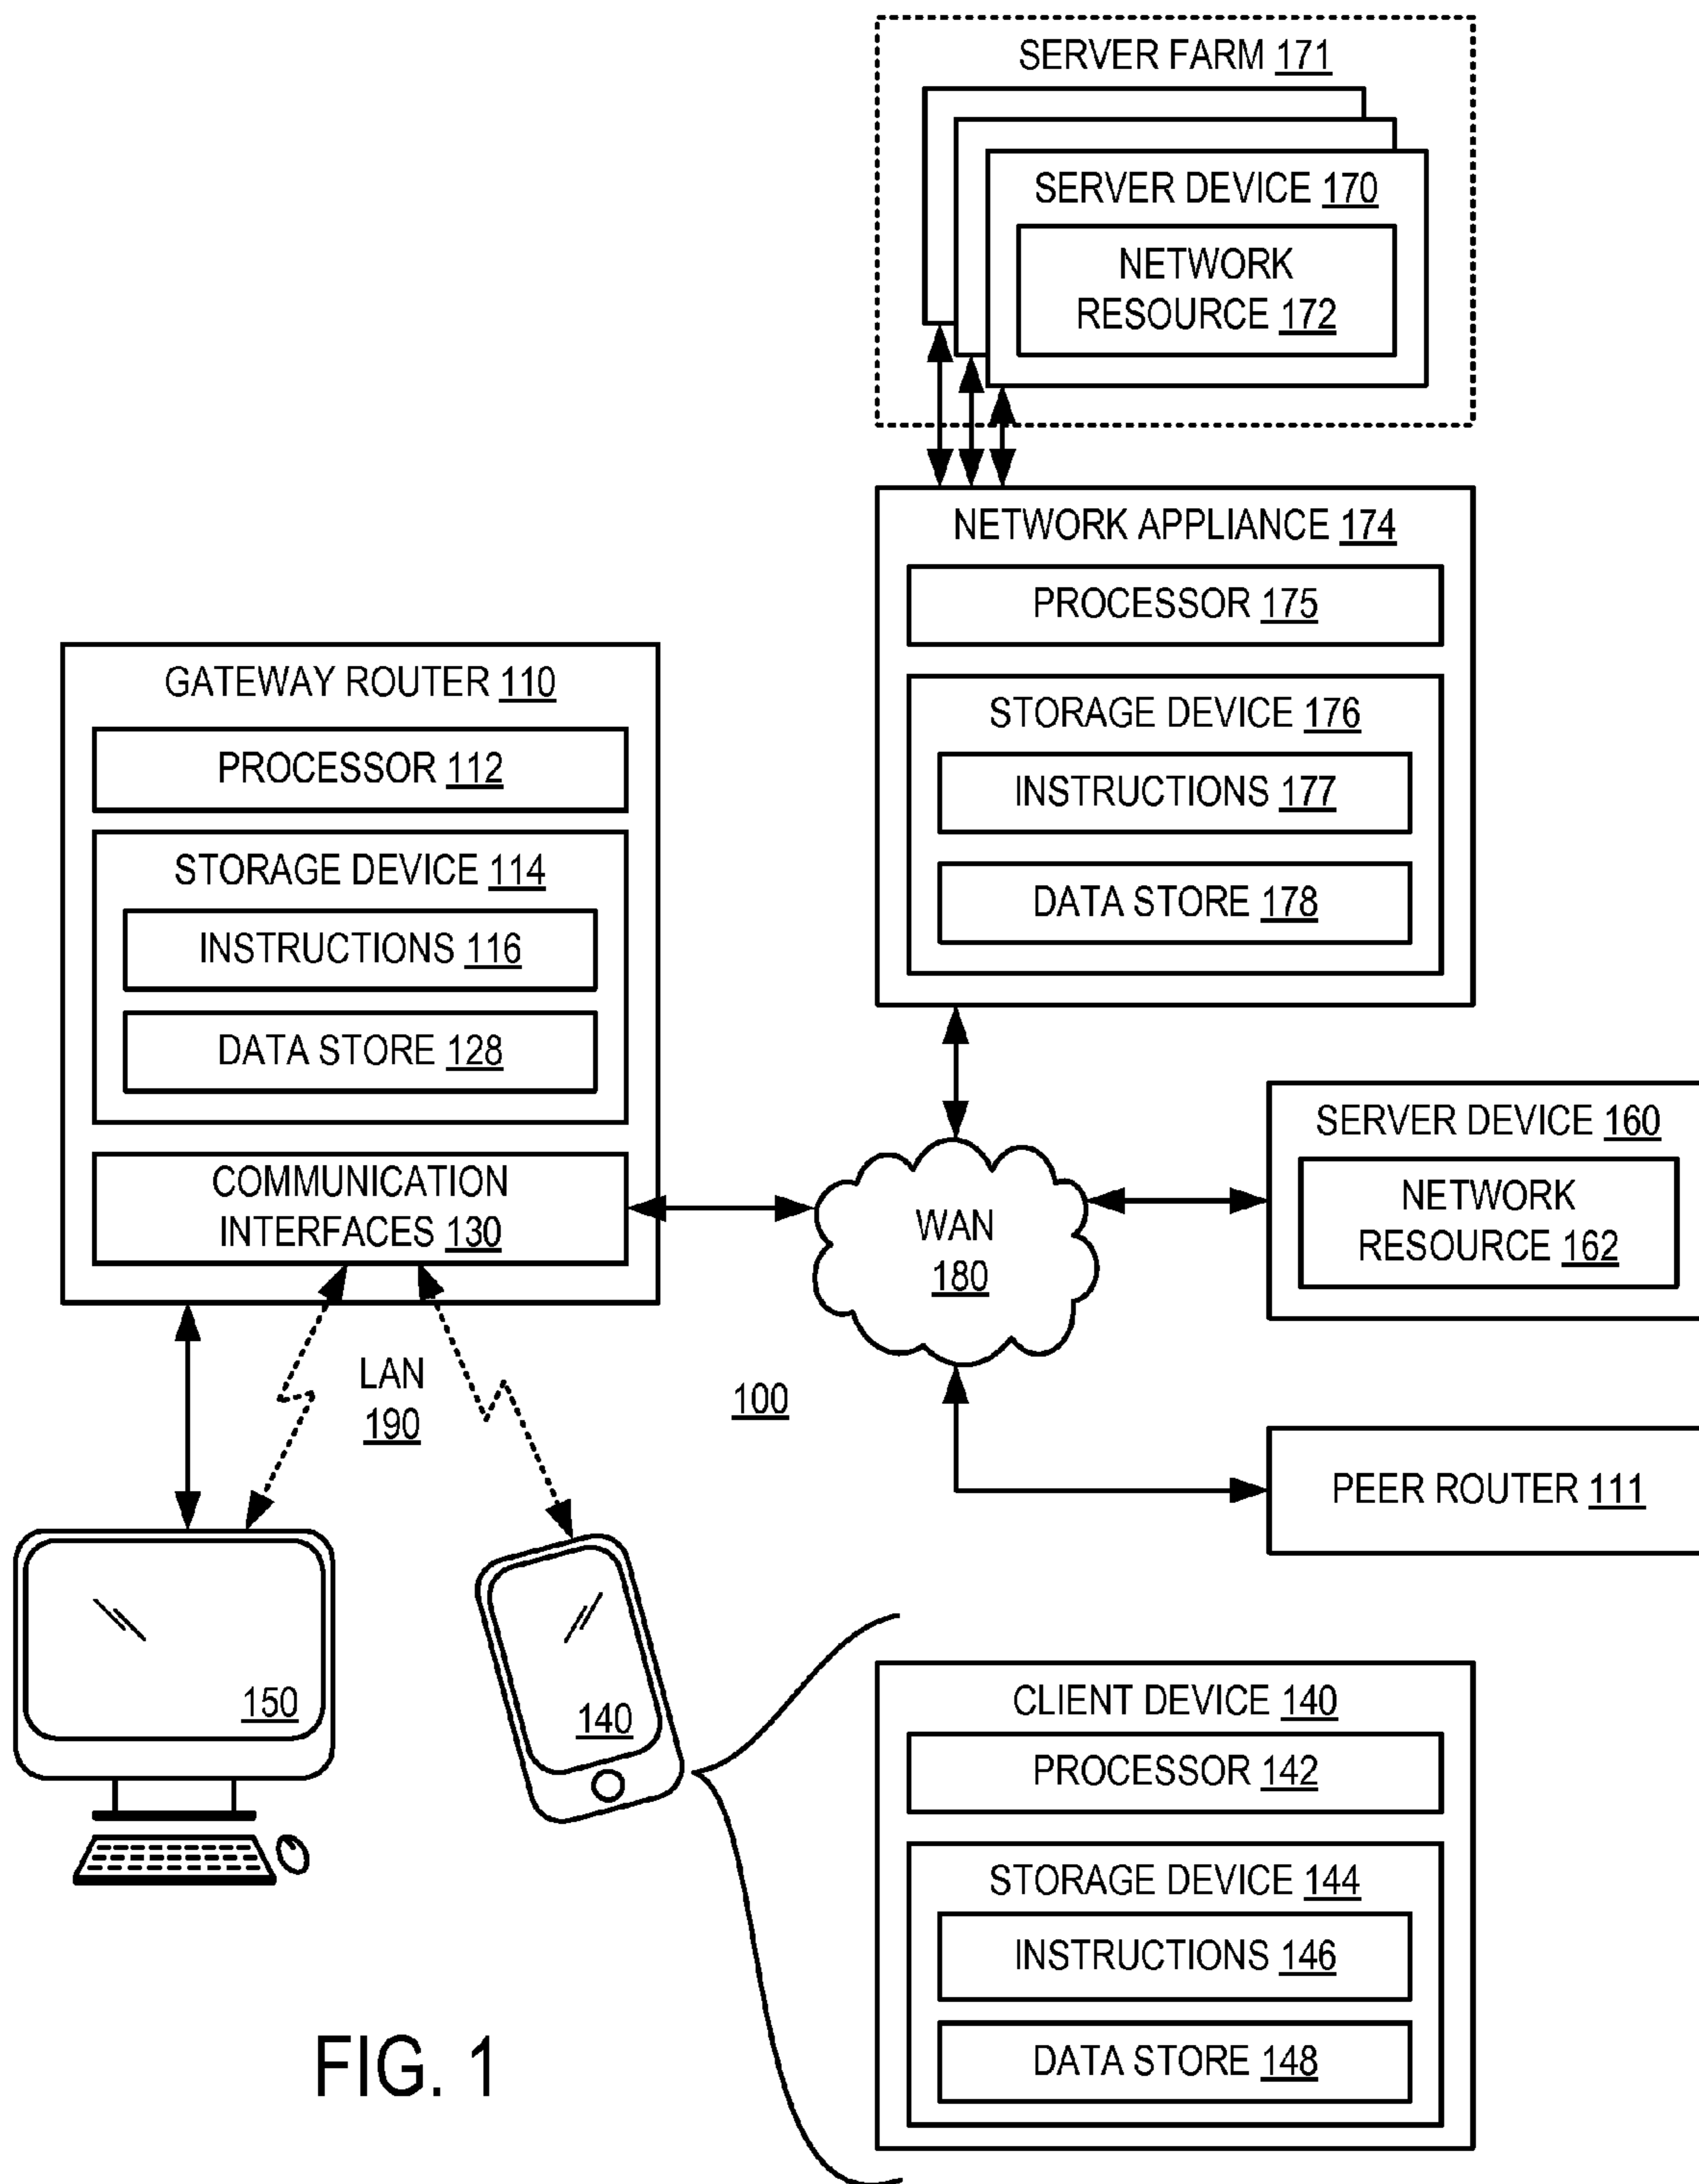 SERVER FARM 171
SERVER DEVICE 170
NETWORK
RESOURCE 172
NETWORK APPLIANCE 174
PROCESSOR 175
STORAGE DEVICE 176
INSTRUCTIONS 177
DATA STORE 178
GATEWAY ROUTER 110
PROCESSOR 112
STORAGE DEVICE 114
INSTRUCTIONS 116
DATA STORE 128
COMMUNICATION
INTERFACES 130
WAN
180
SERVER DEVICE 160
NETWORK
RESOURCE 162
LAN
190
100
PEER ROUTER 111
150
140
CLIENT DEVICE 140
PROCESSOR 142
STORAGE DEVICE 144
INSTRUCTIONS 146
DATA STORE 148
FIG. 1